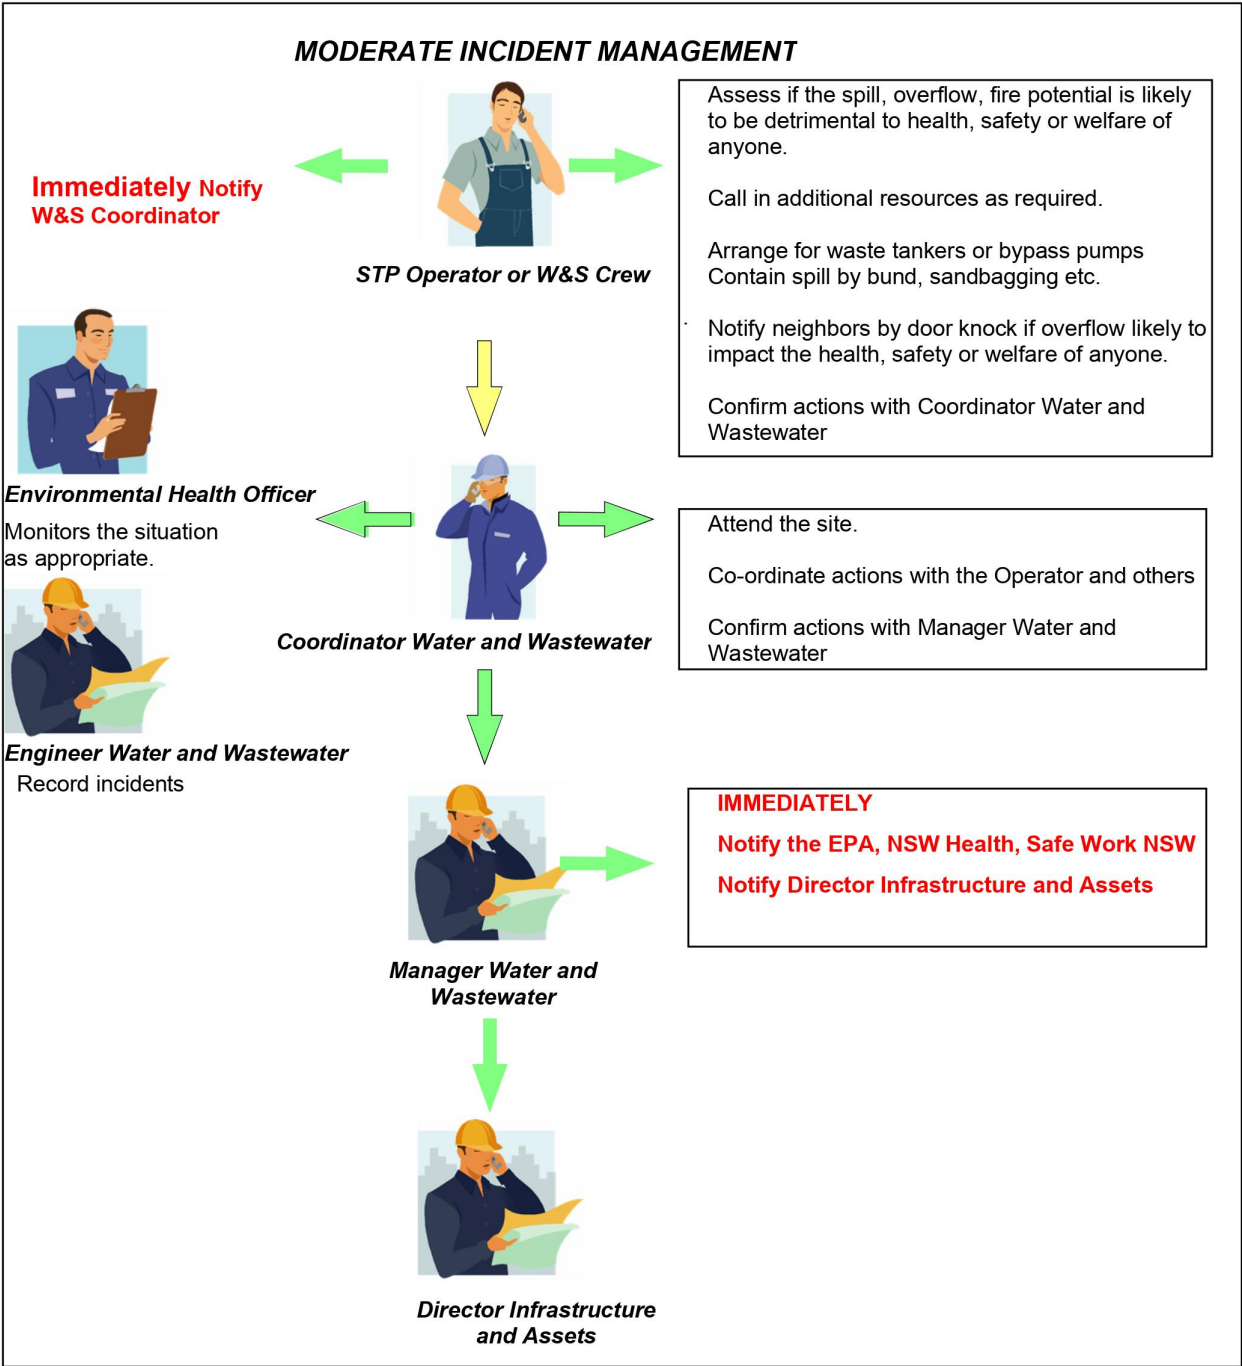 MODERATE INCIDENT MANAGEMENT
Immediately Notify
W&S Coordinator
STP Operator or W&S Crew
Assess if the spill, overflow, fire potential is likely
to be detrimental to health, safety or welfare of
anyone.
Call in additional resources as required.
Arrange for waste tankers or bypass pumps
Contain spill by bund, sandbagging etc.
Notify neighbors by door knock if overflow likely to
impact the health, safety or welfare of anyone.
Confirm actions with Coordinator Water and
Wastewater
Environmental Health Officer
Monitors the situation
as appropriate.
Engineer Water and Wastewater
Record incidents
Coordinator Water and Wastewater
Attend the site.
Co-ordinate actions with the Operator and others
Confirm actions with Manager Water and
Wastewater
Manager Water and
Wastewater
IMMEDIATELY
Notify the EPA, NSW Health, Safe Work NSW
Notify Director Infrastructure and Assets
Director Infrastructure
and Assets